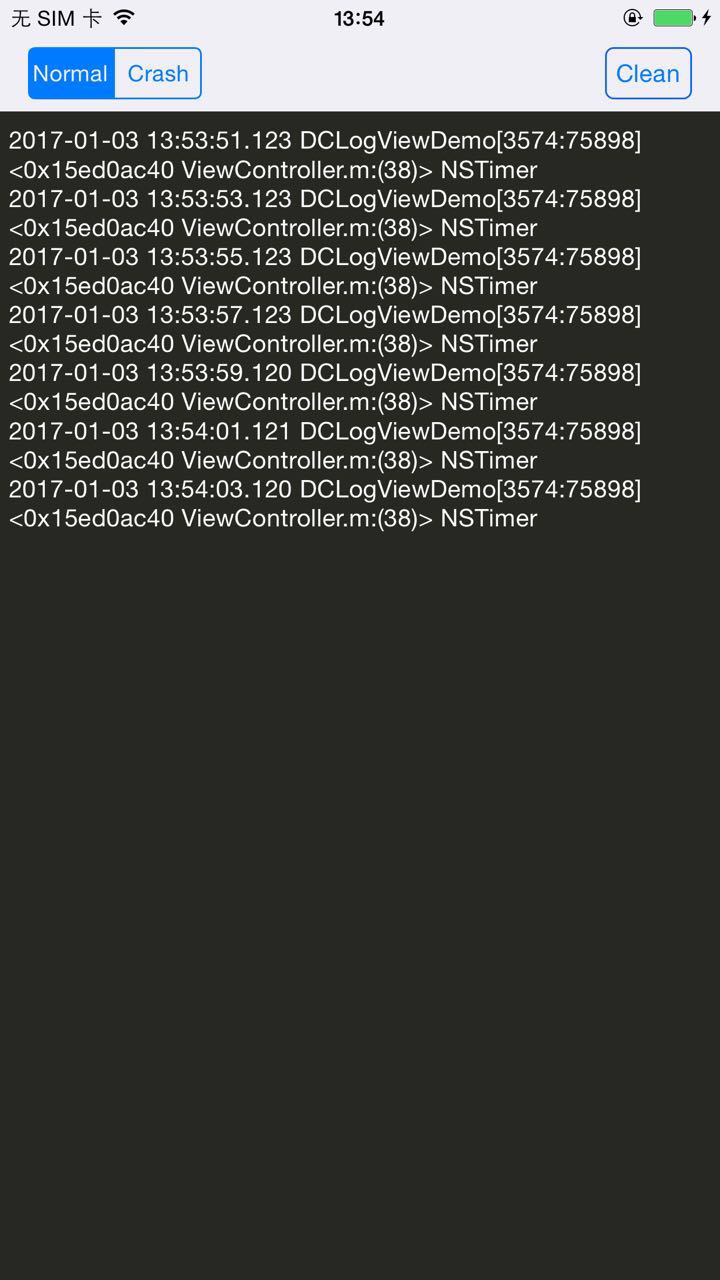 无 SIM 卡 13:54
Normal Crash Clean
2017-01-03 13:53:51.123 DCLogViewDemo[3574:75898]
<0x15ed0ac40 ViewController.m:(38)> NSTimer
2017-01-03 13:53:53.123 DCLogViewDemo[3574:75898]
<0x15ed0ac40 ViewController.m:(38)> NSTimer
2017-01-03 13:53:55.123 DCLogViewDemo[3574:75898]
<0x15ed0ac40 ViewController.m:(38)> NSTimer
2017-01-03 13:53:57.123 DCLogViewDemo[3574:75898]
<0x15ed0ac40 ViewController.m:(38)> NSTimer
2017-01-03 13:53:59.120 DCLogViewDemo[3574:75898]
<0x15ed0ac40 ViewController.m:(38)> NSTimer
2017-01-03 13:54:01.121 DCLogViewDemo[3574:75898]
<0x15ed0ac40 ViewController.m:(38)> NSTimer
2017-01-03 13:54:03.120 DCLogViewDemo[3574:75898]
<0x15ed0ac40 ViewController.m:(38)> NSTimer